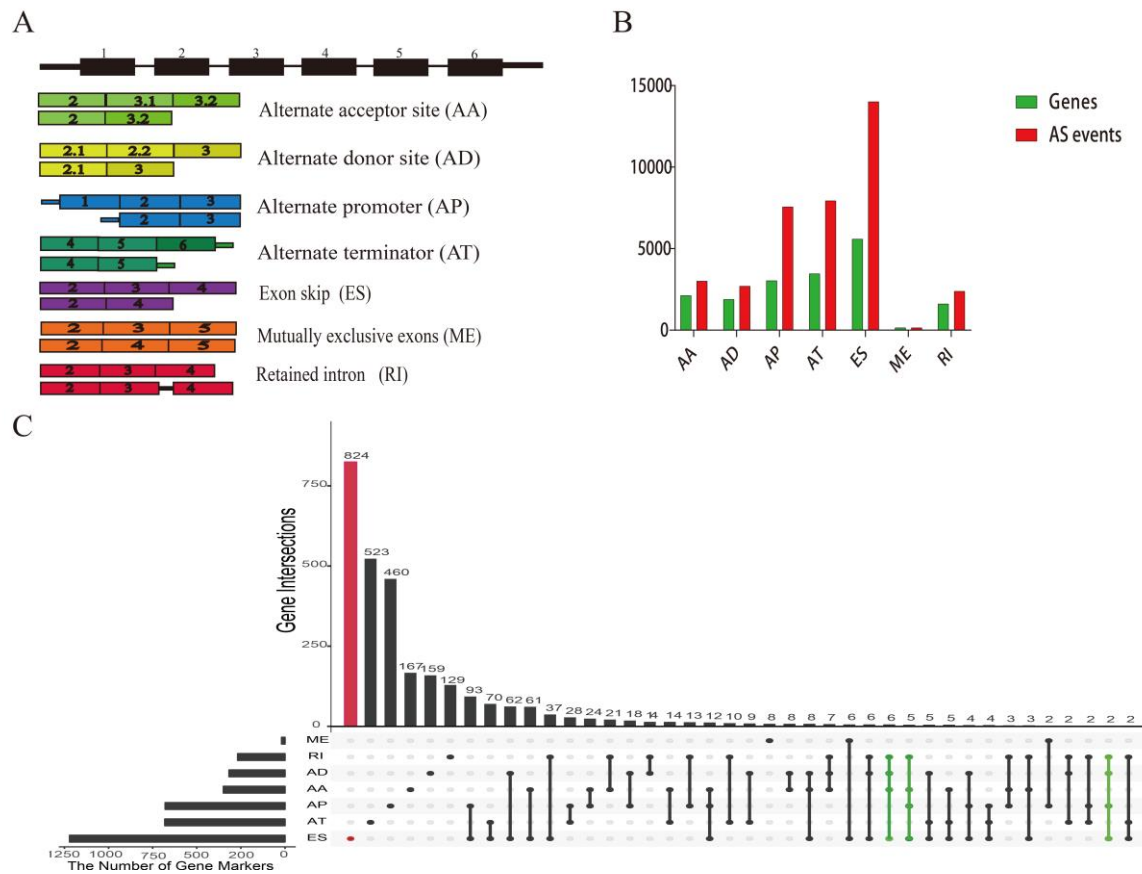 A
1 2 3 4 5 6
2 3.1 3.2
2 3.2
Alternate acceptor site (AA)
2.1 2.2 3
2.1 3
Alternate donor site (AD)
1 2 3
2 3
Alternate promoter (AP)
4 5 6
4 5
Alternate terminator (AT)
2 3 4
2 4
Exon skip (ES)
2 3 5
2 4 5
Mutually exclusive exons (ME)
2 3 4
2 3 4
Retained intron (RI)
B
15000
10000
5000
0
AA AD AP AT ES ME RI
Genes
AS events
C
Gene Intersections
750
500
250
0
824 523 460 167 159 129 93 70 62 61 37 28 24 21 18 14 14 13 12 10 9 8 8 8 7 6 6 6 5 5 5 4 4 3 3 2 2 2 2 2
ME
RI
AD
AA
AP
AT
ES
1250 1000 750 500 250 0
The Number of Gene Markers